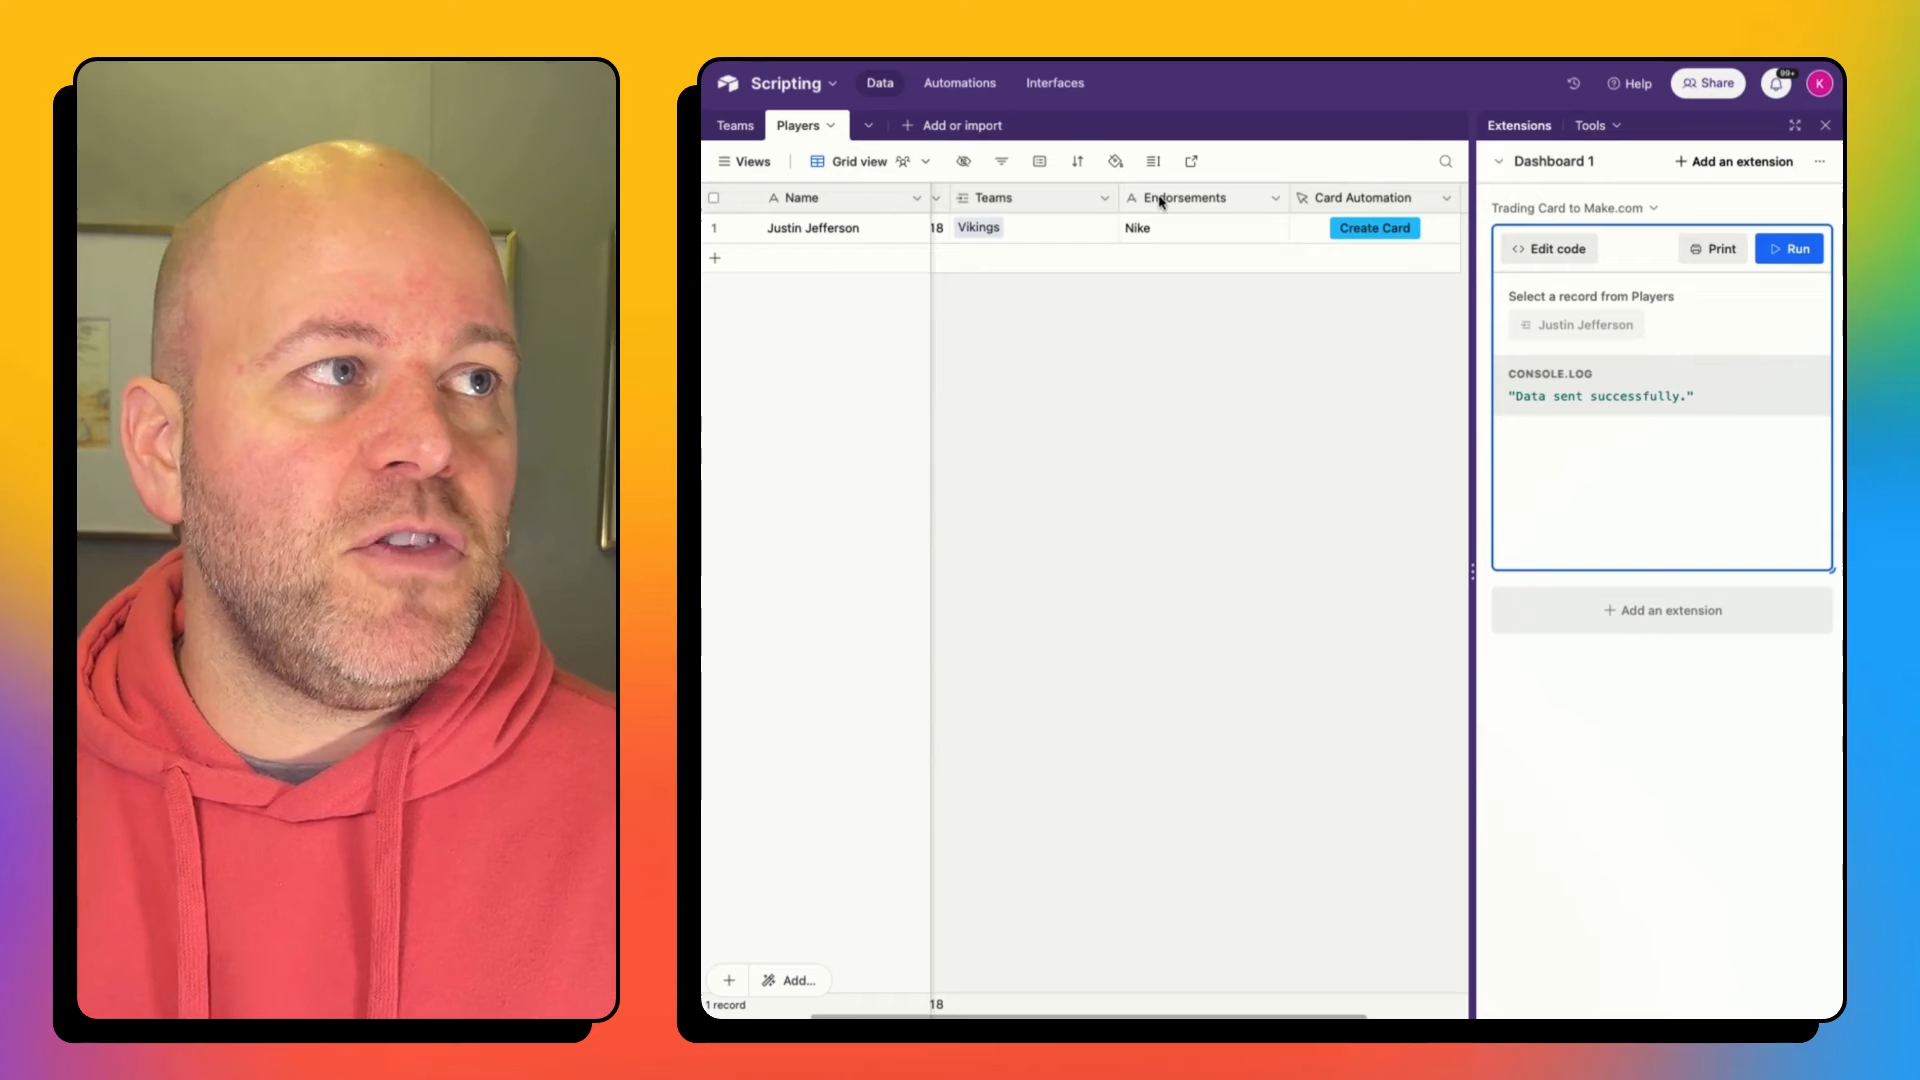 Scripting
Data
Automations
Interfaces
Help
Share
99+
K
Teams
Players
Add or import
Extensions
Tools
Views
Grid view
Dashboard 1
Add an extension
Name
Teams
Endorsements
Card Automation
1
Justin Jefferson
18
Vikings
Nike
Create Card
Trading Card to Make.com
Edit code
Print
Run
Select a record from Players
Justin Jefferson
CONSOLE.LOG
"Data sent successfully."
Add an extension
Add...
1 record
18